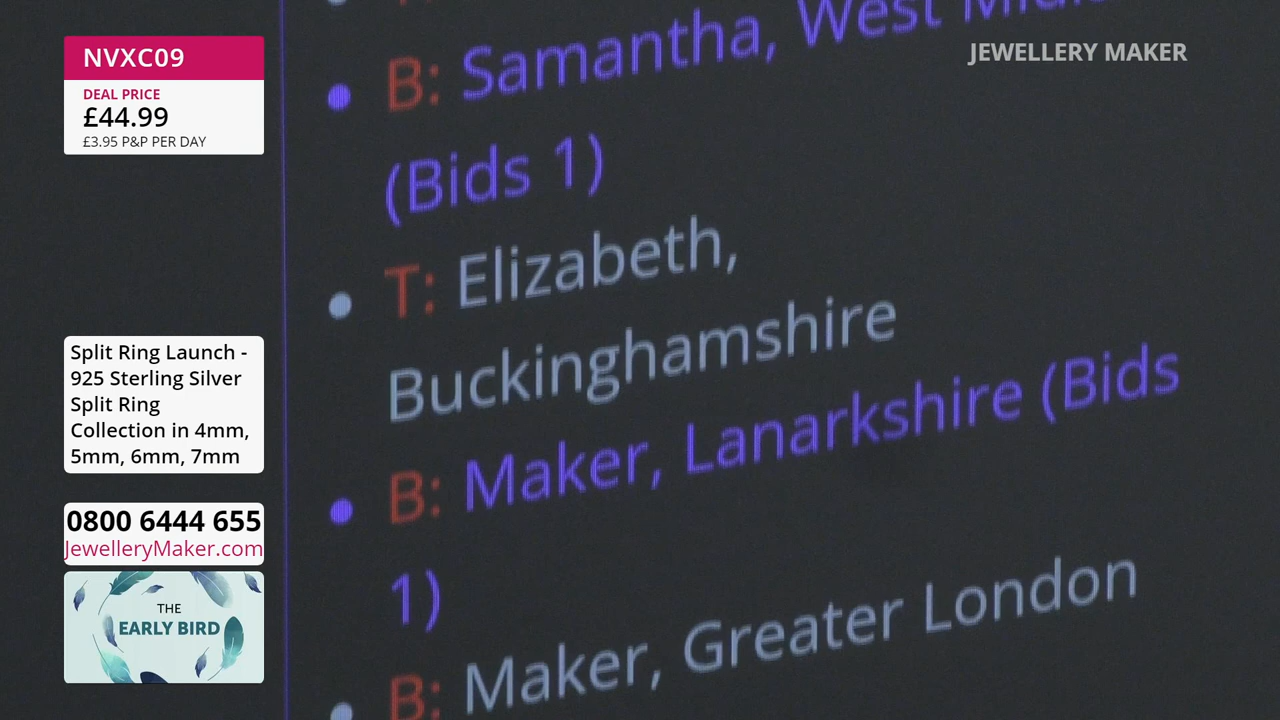 NVXC09
DEAL PRICE
£44.99
£3.95 P&P PER DAY
Split Ring Launch -
925 Sterling Silver
Split Ring
Collection in 4mm,
5mm, 6mm, 7mm
0800 6444 655
JewelleryMaker.com
THE
EARLY BIRD
JEWELLERY MAKER
B: Samantha, West
(Bids 1)
T: Elizabeth,
Buckinghamshire
B: Maker, Lanarkshire (Bids
1)
B: Maker, Greater London